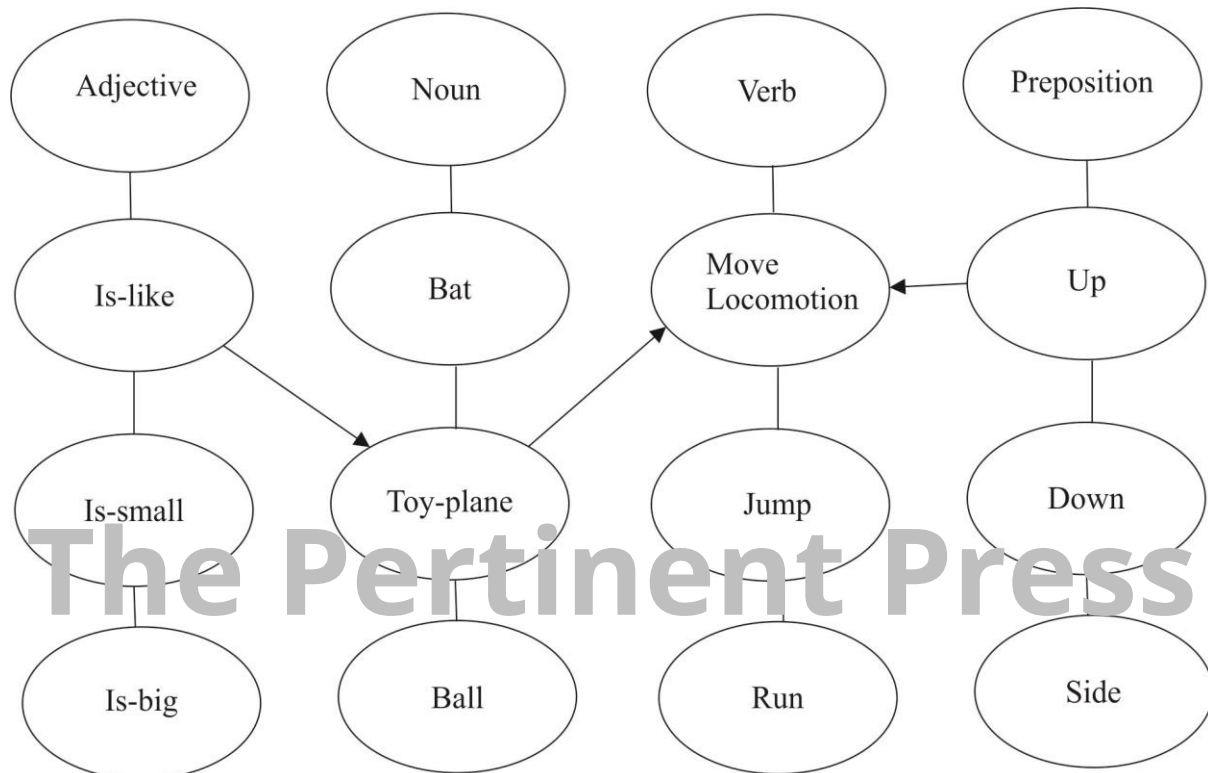 Adjective
Noun
Verb
Preposition
Is-like
Bat
Move
Locomotion
Up
Is-small
Toy-plane
Jump
Down
The Pertinent Press
Is-big
Ball
Run
Side